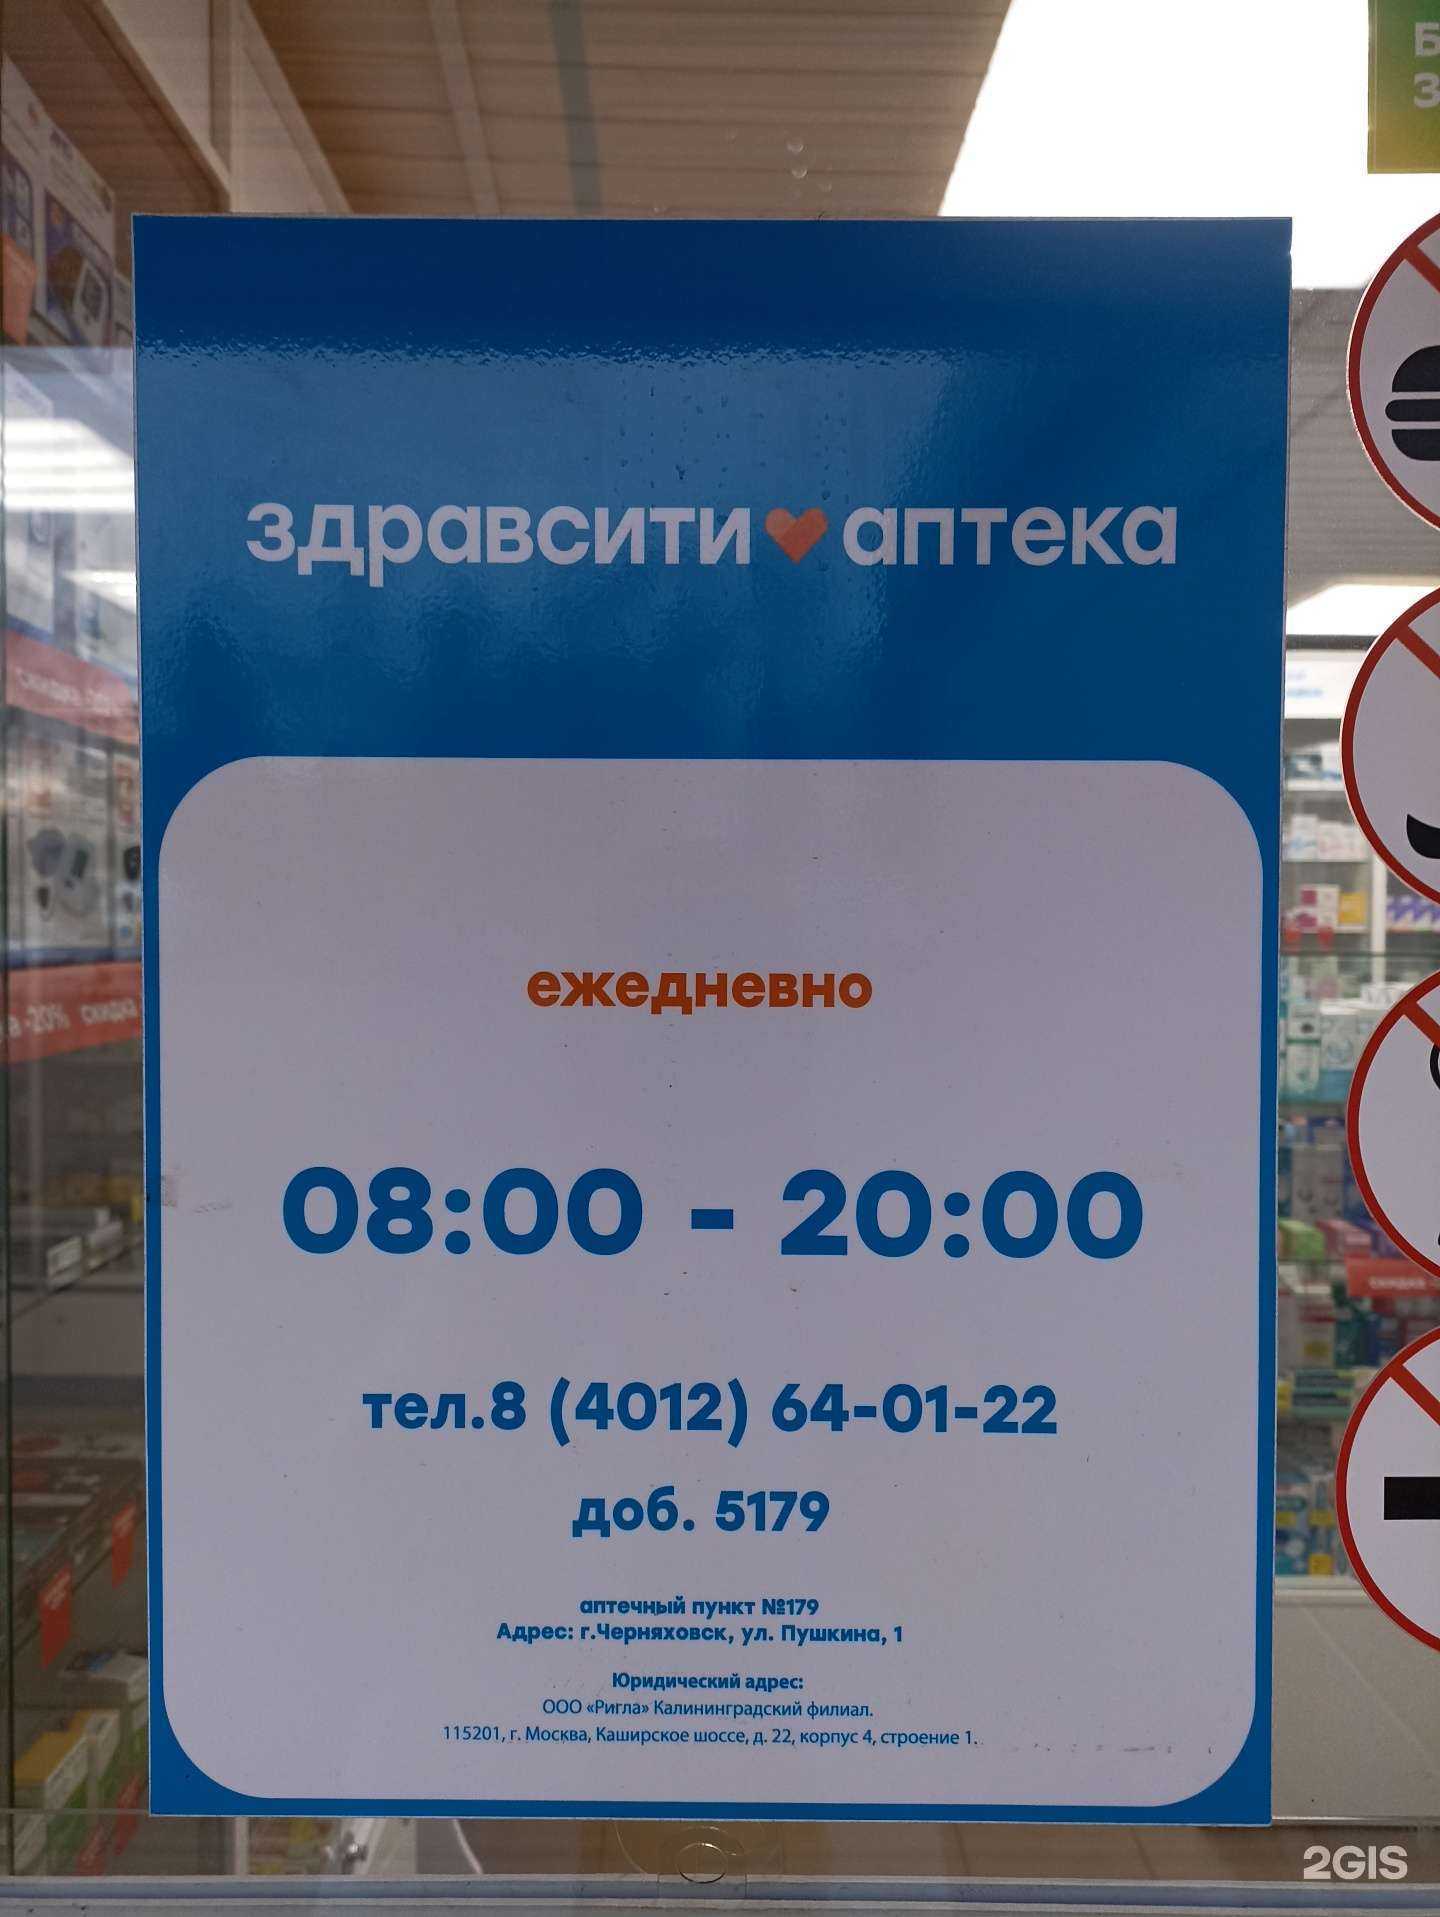 здравсити аптека
ежедневно
08:00 - 20:00
тел.8 (4012) 64-01-22
доб. 5179
аптечный пункт №179
Адрес: г.Черняховск, ул. Пушкина, 1
Юридический адрес:
ООО «Ригла» Калининградский филиал.
115201, г. Москва, Каширское шоссе, д. 22, корпус 4, строение 1.
-20% скидка
2GIS